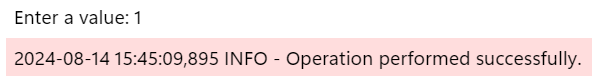 Enter a value: 1
2024-08-14 15:45:09,895 INFO - Operation performed successfully.